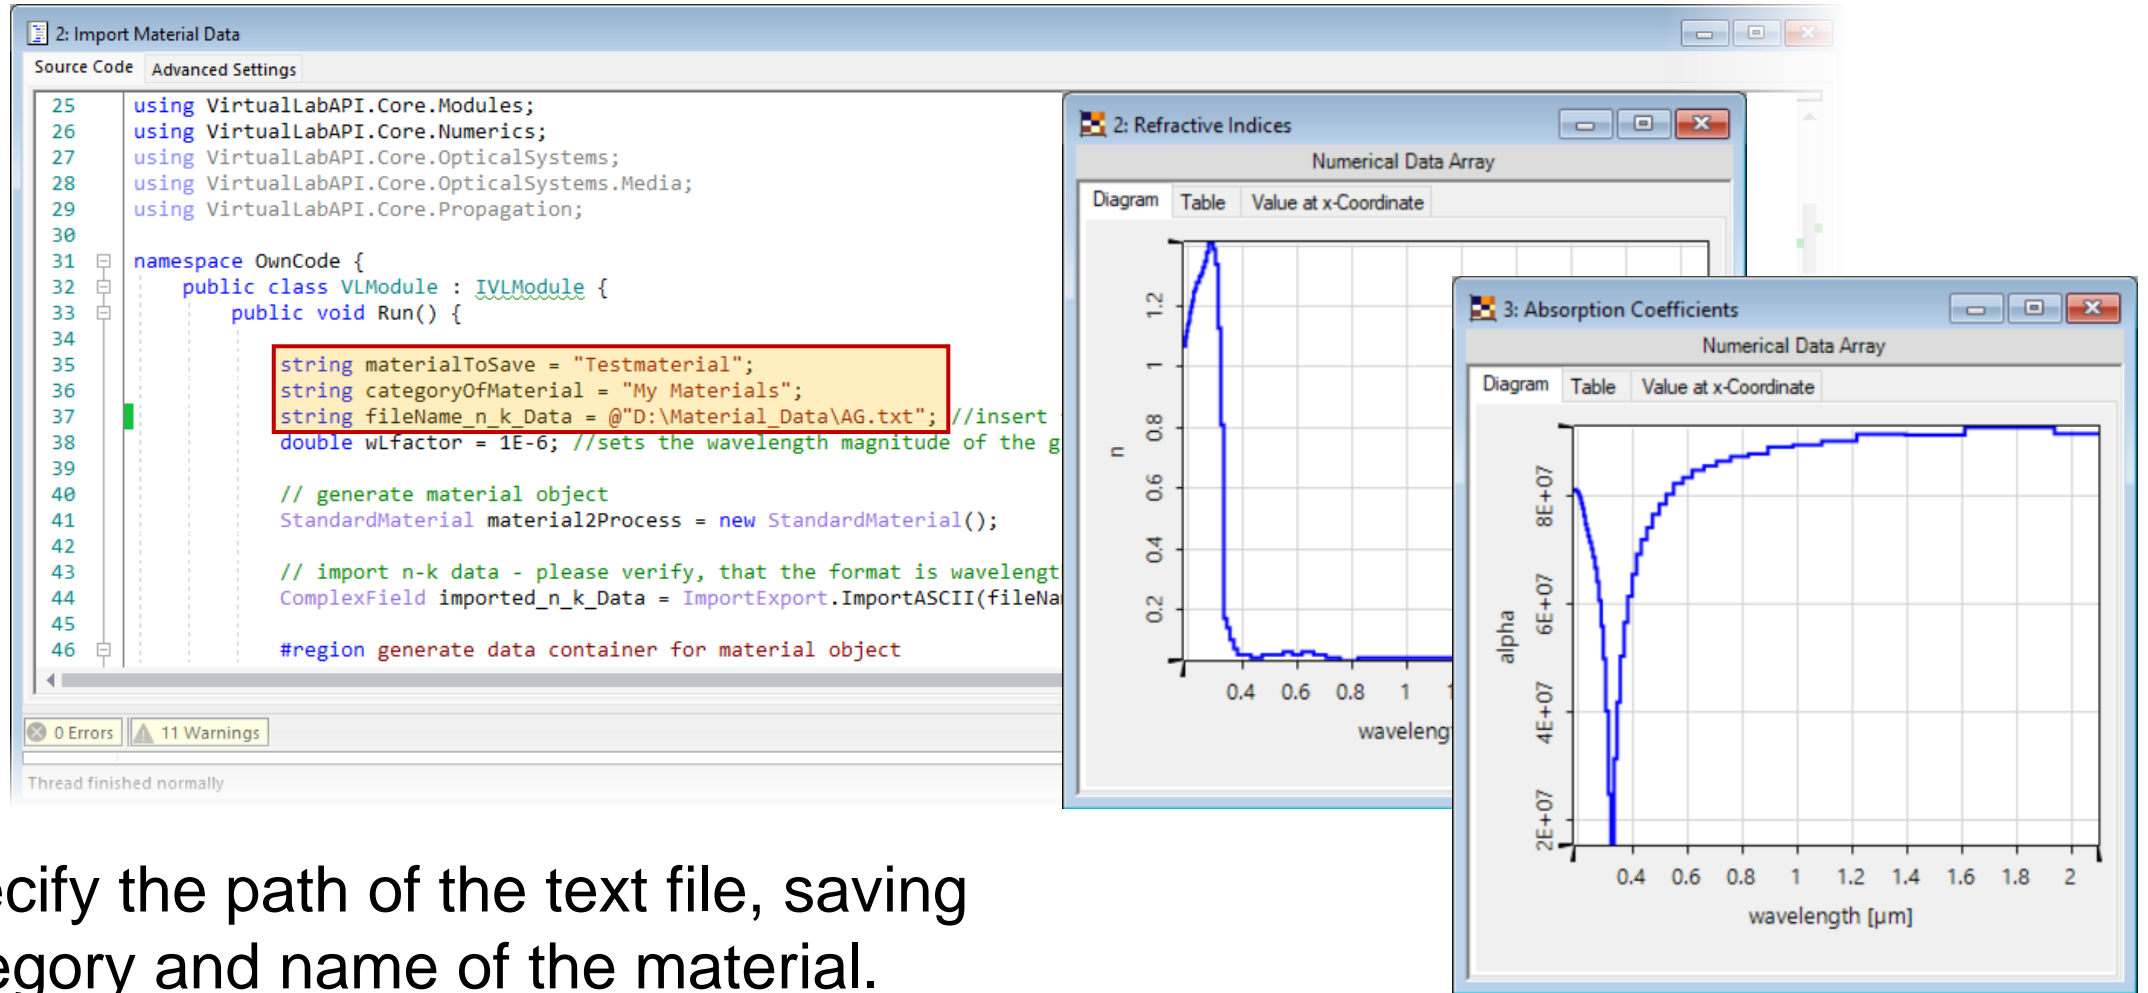 2: Import Material Data
Source Code Advanced Settings
25 using VirtualLabAPI.Core.Modules;
26 using VirtualLabAPI.Core.Numerics;
27 using VirtualLabAPI.Core.OpticalSystems;
28 using VirtualLabAPI.Core.OpticalSystems.Media;
29 using VirtualLabAPI.Core.Propagation;
30
31 namespace OwnCode {
32 public class VLModule : IVLModule {
33 public void Run() {
34
35 string materialToSave = "Testmaterial";
36 string categoryOfMaterial = "My Materials";
37 string fileName_n_k_Data = @"D:\Material_Data\AG.txt"; //insert
38 double wLfactor = 1E-6; //sets the wavelength magnitude of the g
39
40 // generate material object
41 StandardMaterial material2Process = new StandardMaterial();
42
43 // import n-k data - please verify, that the format is wavelengt
44 ComplexField imported_n_k_Data = ImportExport.ImportASCII(fileNa
45
46 #region generate data container for material object
0 Errors 11 Warnings
Thread finished normally
2: Refractive Indices
Numerical Data Array
Diagram Table Value at x-Coordinate
1.2
1
0.8
0.6
0.4
0.2
n
0.4 0.6 0.8 1 1
waveleng
3: Absorption Coefficients
Numerical Data Array
Diagram Table Value at x-Coordinate
8E+07
6E+07
4E+07
2E+07
alpha
0.4 0.6 0.8 1 1.2 1.4 1.6 1.8 2
wavelength [µm]
ecify the path of the text file, saving
egory and name of the material.